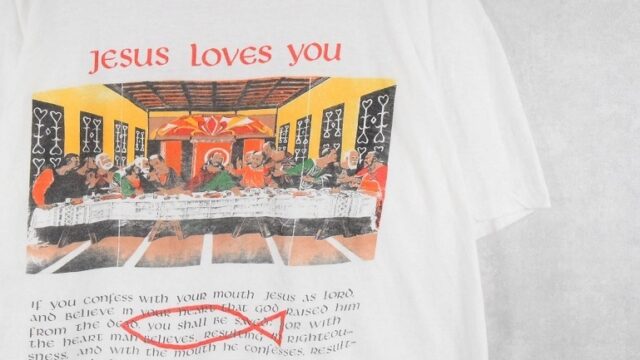 JESUS LOVES YOU
If you confess with your mouth Jesus as Lord,
and believe in your heart that God raised him
from the dead, you shall be saved; for with
the heart man believes, resulting in righteou-
sness, and with the mouth he confesses, result-